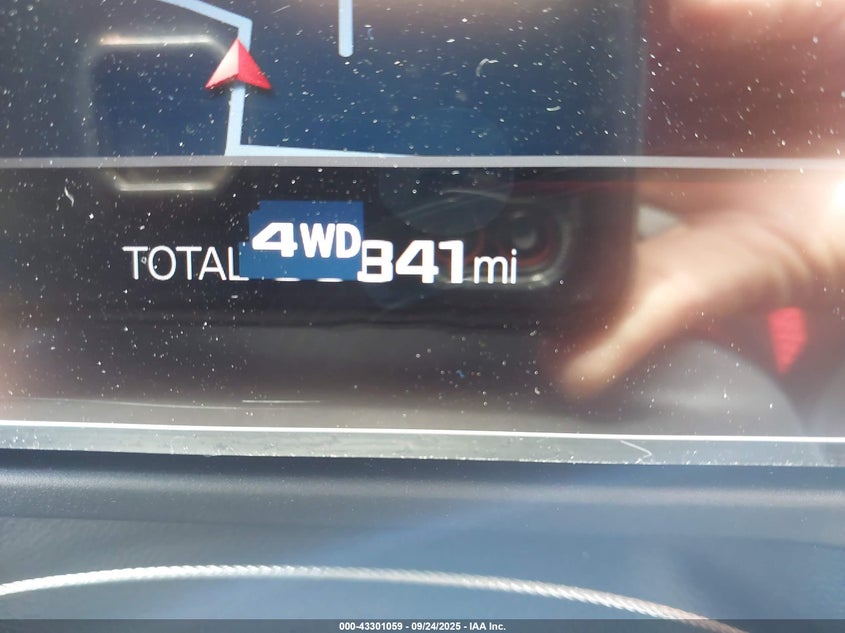 TOTAL 4WD 841 mi
000-43301059 - 09/24/2025 - IAA Inc.